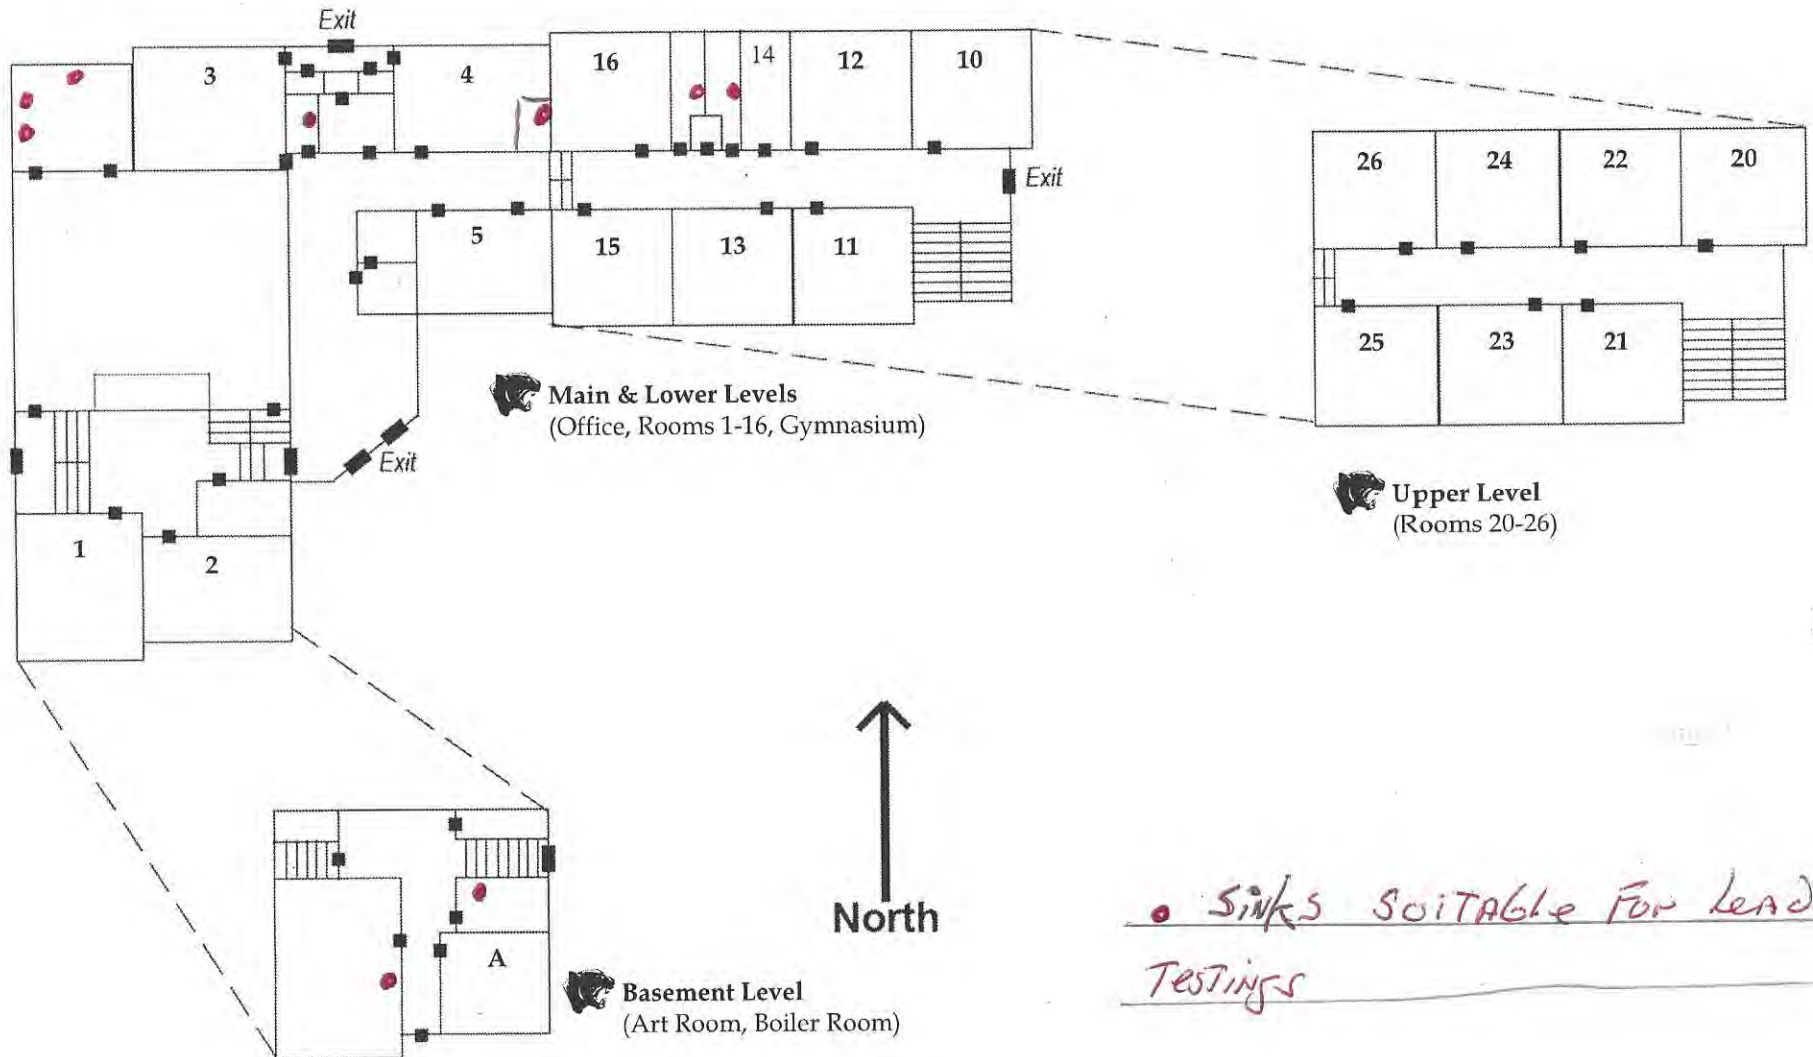 Exit
3
4
16
14
12
10
Exit
5
15
13
11
26
24
22
20
25
23
21
Main & Lower Levels
(Office, Rooms 1-16, Gymnasium)
Exit
Upper Level
(Rooms 20-26)
1
2
North
A
Basement Level
(Art Room, Boiler Room)
Sinks Suitable For Lead
Testings